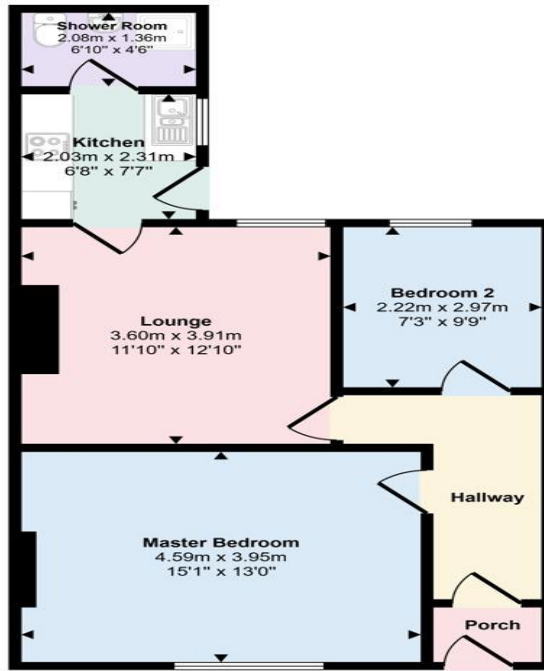 Shower Room
2.08m x 1.36m
6'10" x 4'6"
Kitchen
2.03m x 2.31m
6'8" x 7'7"
Lounge
3.60m x 3.91m
11'10" x 12'10"
Bedroom 2
2.22m x 2.97m
7'3" x 9'9"
Hallway
Master Bedroom
4.59m x 3.95m
15'1" x 13'0"
Porch